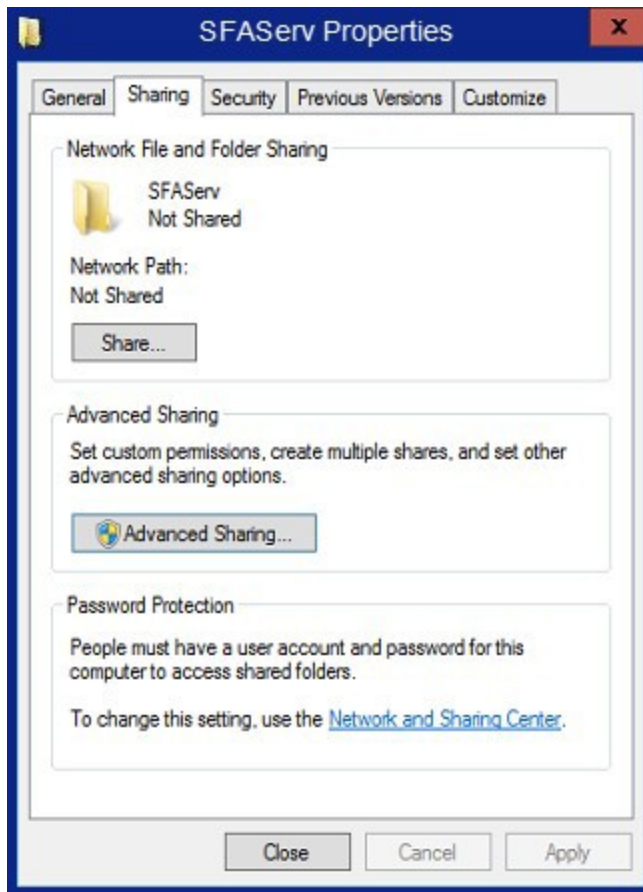 SFAServ Properties
x
General Sharing Security Previous Versions Customize
Network File and Folder Sharing
SFAServ
Not Shared
Network Path:
Not Shared
Share...
Advanced Sharing
Set custom permissions, create multiple shares, and set other
advanced sharing options.
Advanced Sharing...
Password Protection
People must have a user account and password for this
computer to access shared folders.
To change this setting, use the Network and Sharing Center.
Close Cancel Apply